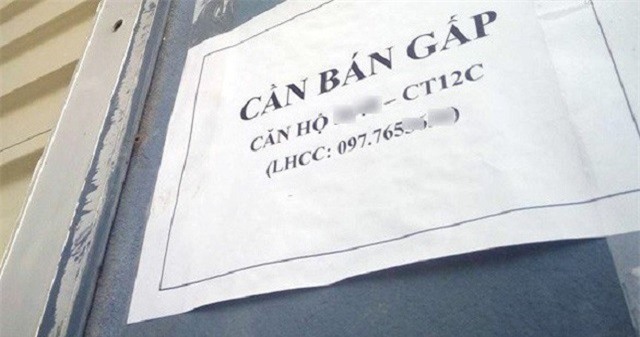 CẦN BÁN GẤP
CĂN HỘ – CT12C
(LHCC: 097.765)